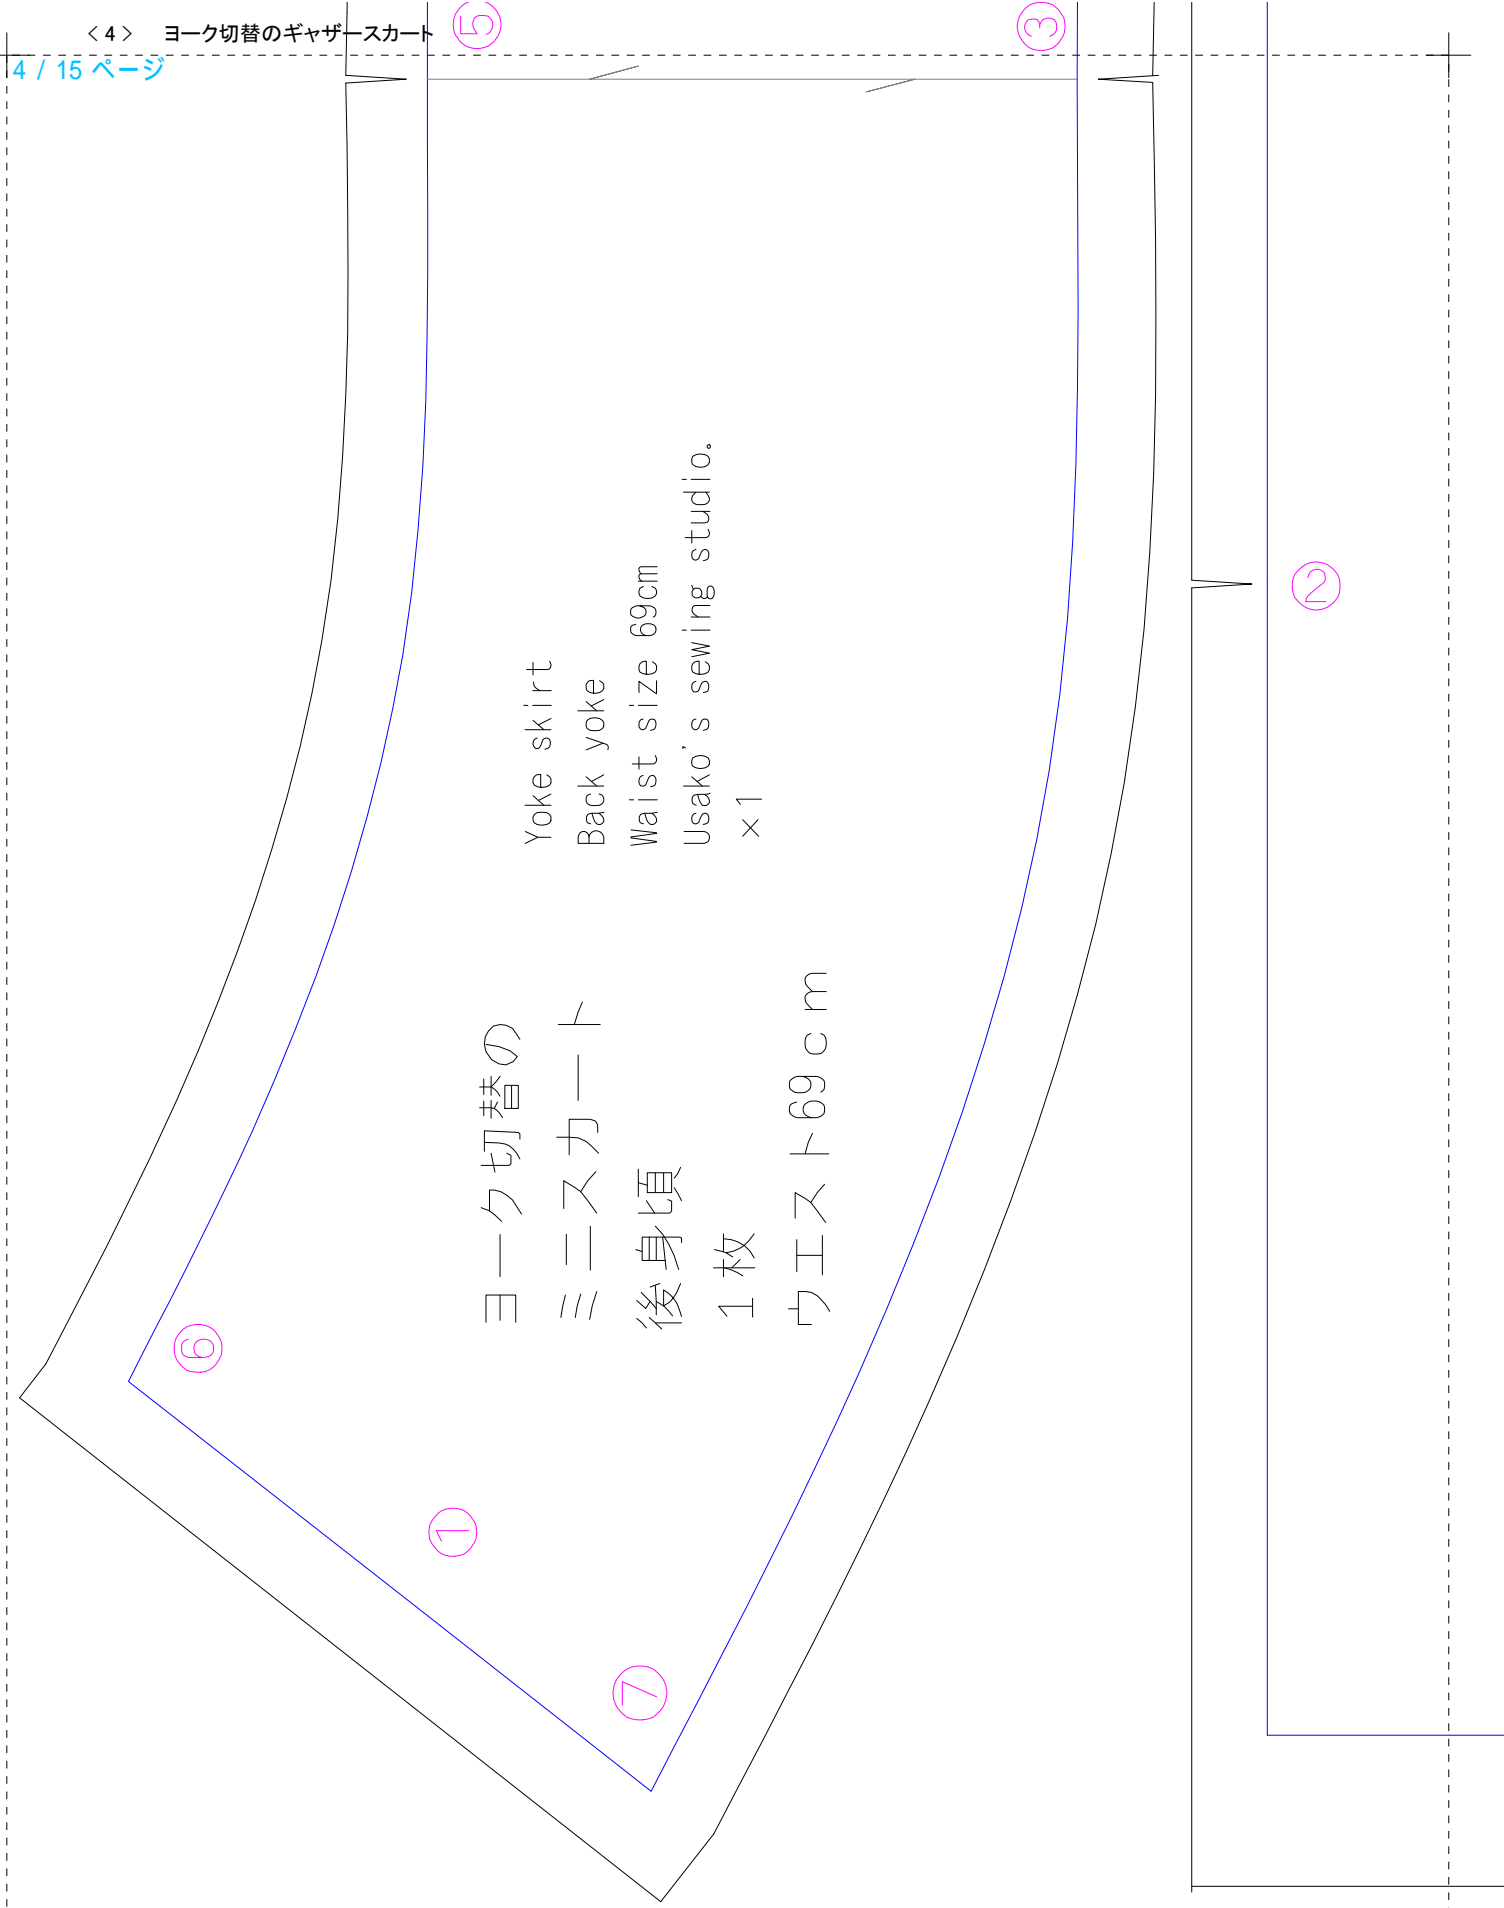 <4> ヨーク切替のギャザースカート
4 / 15 ページ
⑤
③
②
Yoke skirt
Back yoke
Waist size 69cm
Usako's sewing studio.
×1
ヨーク切替の
ミニスカート
後身頃
1枚
ウエスト69cm
⑥
①
⑦